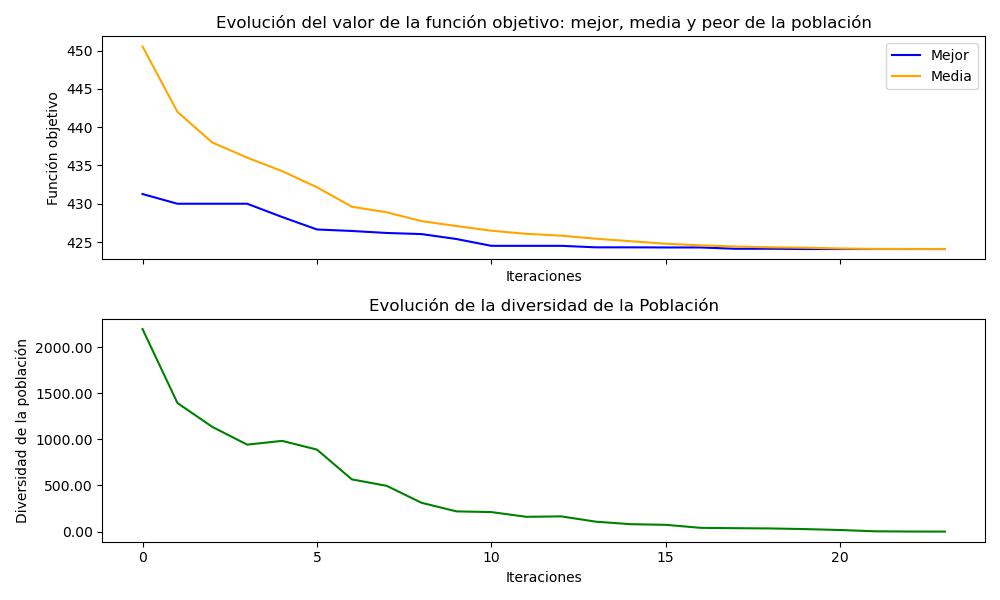 Evolución del valor de la función objetivo: mejor, media y peor de la población
Función objetivo
450
445
440
435
430
425
Mejor
Media
Iteraciones
Evolución de la diversidad de la Población
Diversidad de la población
2000.00
1500.00
1000.00
500.00
0.00
0 5 10 15 20
Iteraciones